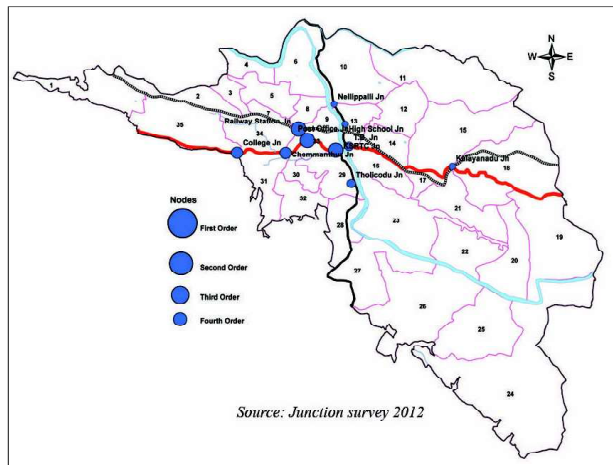 N
W E
S
6
4
10
1
2
3
5
11
12
7
8
9
13
15
14
Nellippalli Jn
Railway Station Jn
Post Office Jn
High School Jn
T.B. Jn
KSRTC Jn
35
34
College Jn
Chemmanthur Jn
Kalayanadu Jn
16
17
18
31
30
29
Tholicodu Jn
32
21
28
23
22
20
19
27
26
25
24
Nodes
First Order
Second Order
Third Order
Fourth Order
Source: Junction survey 2012